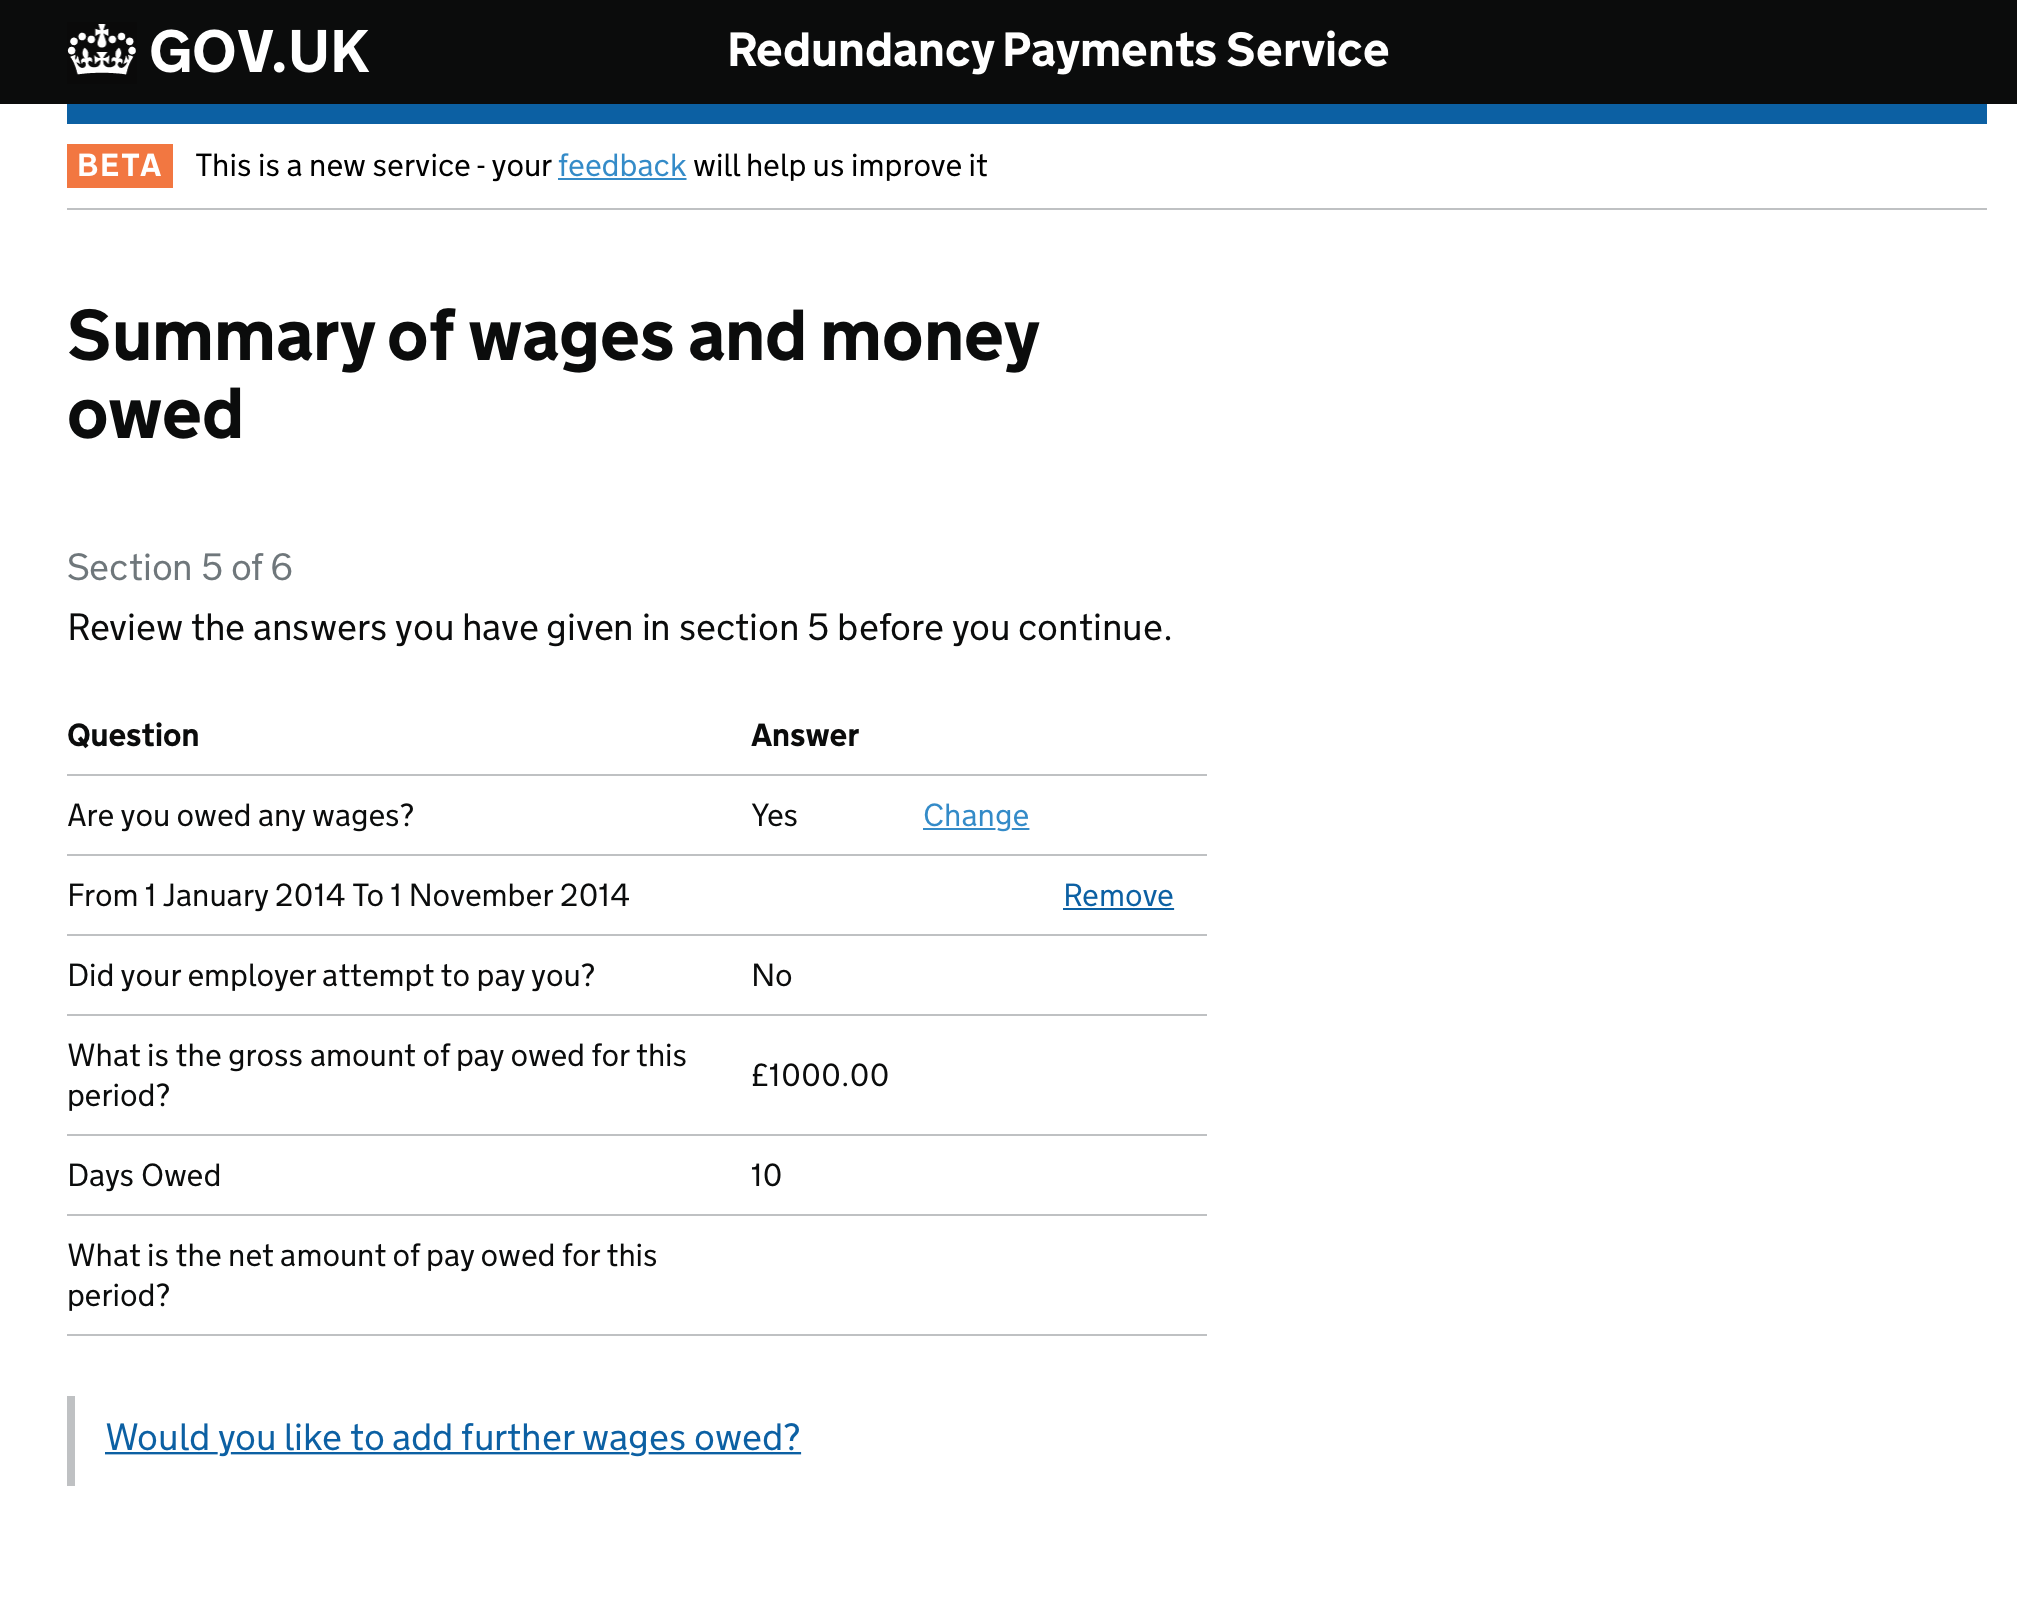 GOV.UK Redundancy Payments Service
BETA This is a new service - your feedback will help us improve it
Summary of wages and money
owed
Section 5 of 6
Review the answers you have given in section 5 before you continue.
Question Answer
Are you owed any wages? Yes Change
From 1 January 2014 To 1 November 2014 Remove
Did your employer attempt to pay you? No
What is the gross amount of pay owed for this
period? £1000.00
Days Owed 10
What is the net amount of pay owed for this
period?
Would you like to add further wages owed?